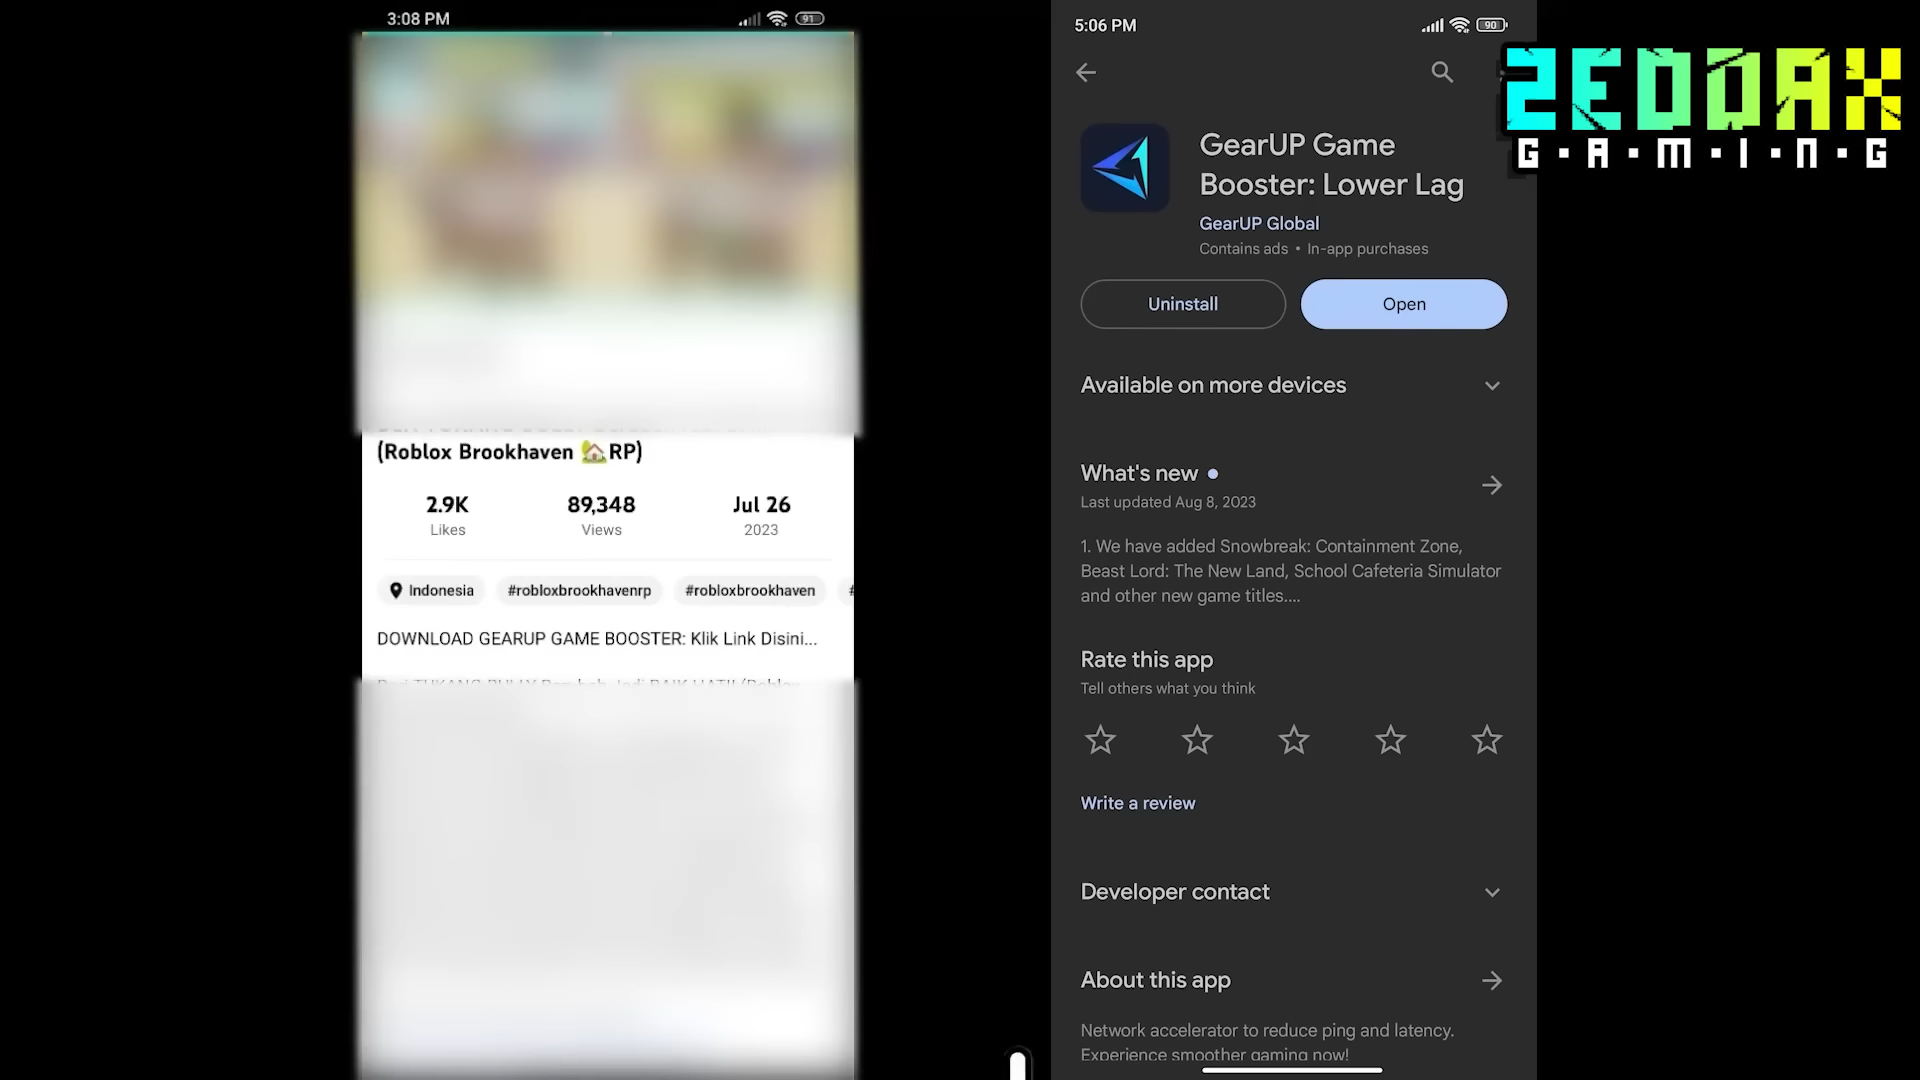 3:08 PM
91
(Roblox Brookhaven 🏡RP)
2.9K
89,348
Jul 26
Likes
Views
2023
Indonesia
#robloxbrookhavenrp
#robloxbrookhaven
#
DOWNLOAD GEARUP GAME BOOSTER: Klik Link Disini...
5:06 PM
90
ZEDDAX
G·A·M·I·N·G
GearUP Game
Booster: Lower Lag
GearUP Global
Contains ads • In-app purchases
Uninstall
Open
Available on more devices
What's new
Last updated Aug 8, 2023
1. We have added Snowbreak: Containment Zone,
Beast Lord: The New Land, School Cafeteria Simulator
and other new game titles....
Rate this app
Tell others what you think
Write a review
Developer contact
About this app
Network accelerator to reduce ping and latency.
Experience smoother gaming now!